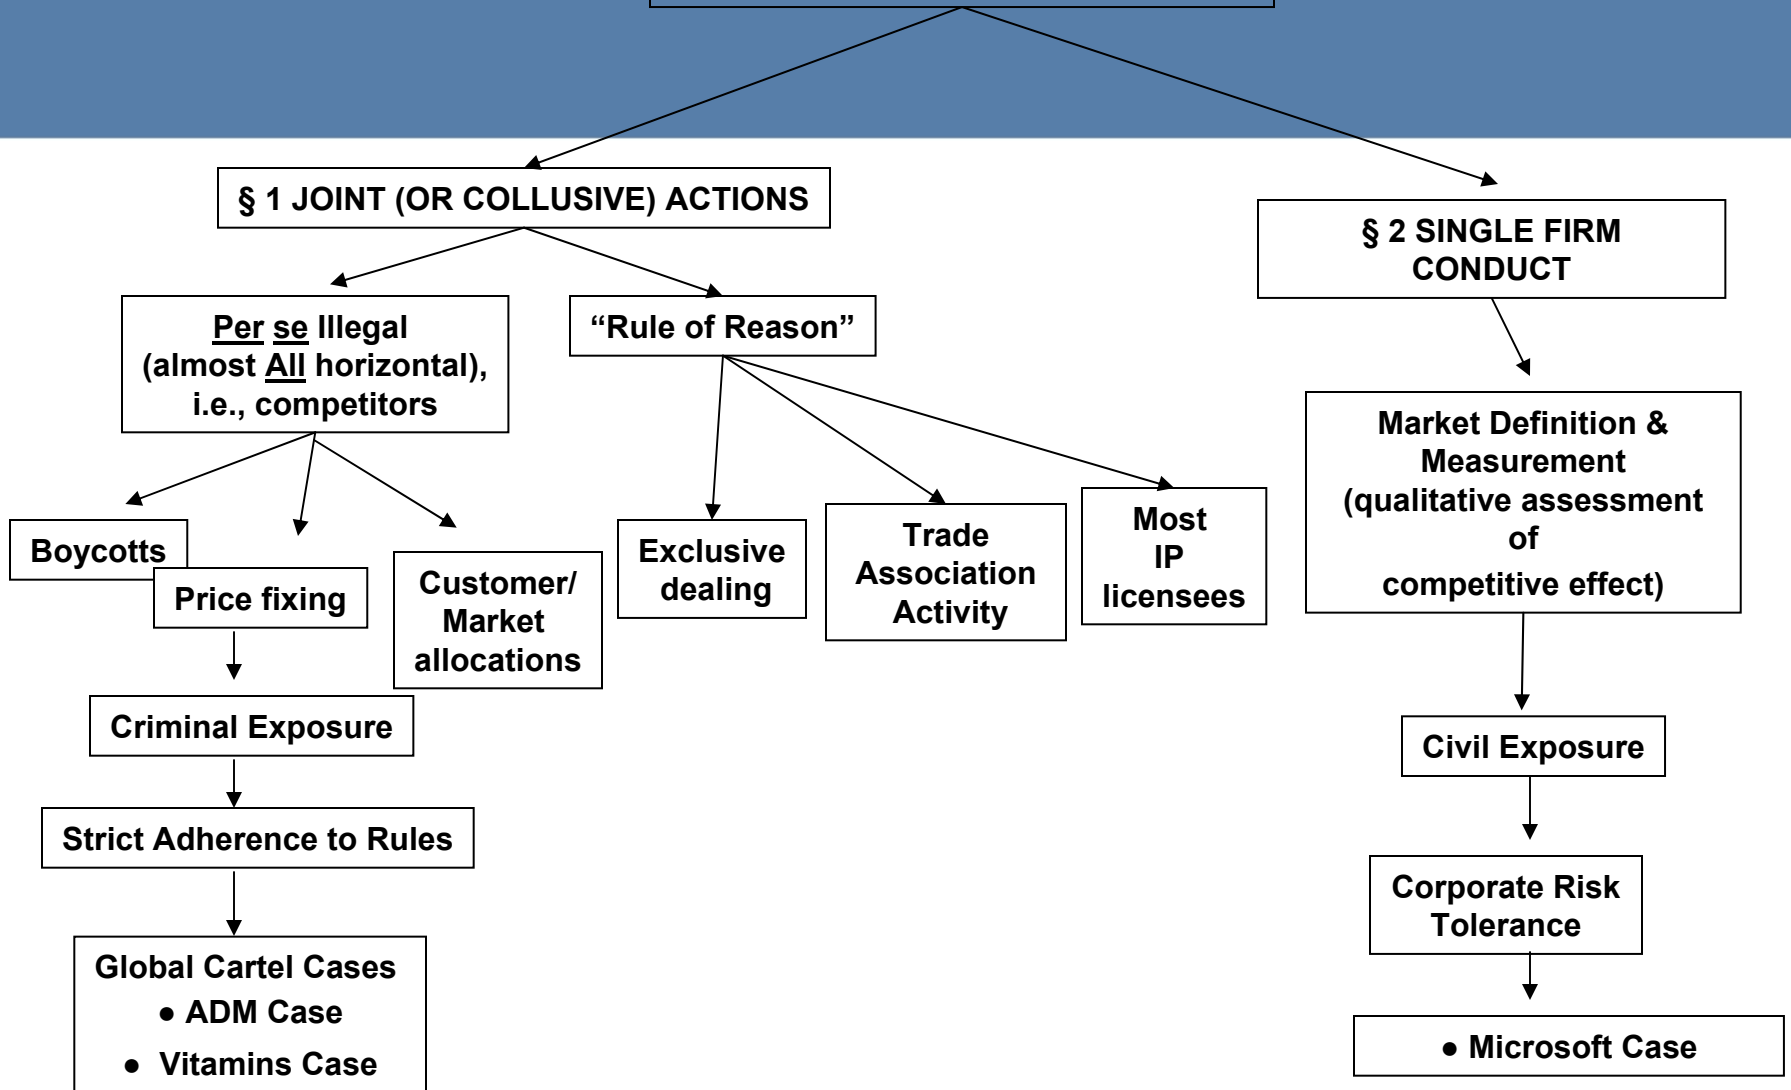 § 1 JOINT (OR COLLUSIVE) ACTIONS
§ 2 SINGLE FIRM
CONDUCT
Per se Illegal
(almost All horizontal),
i.e., competitors
“Rule of Reason”
Market Definition &
Measurement
(qualitative assessment
of
competitive effect)
Boycotts
Price fixing
Customer/
Market
allocations
Exclusive
dealing
Trade
Association
Activity
Most
IP
licensees
Criminal Exposure
Civil Exposure
Strict Adherence to Rules
Corporate Risk
Tolerance
Global Cartel Cases
● ADM Case
● Vitamins Case
● Microsoft Case